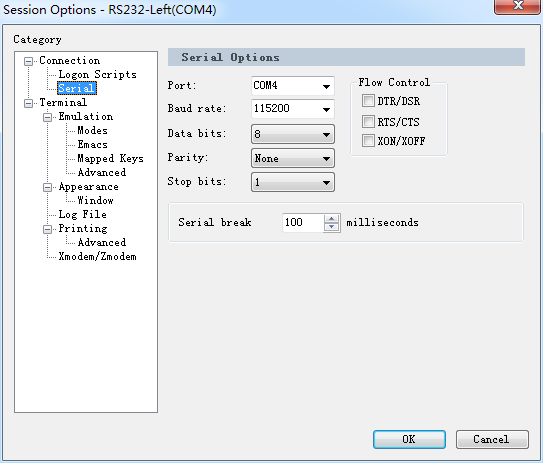 Session Options - RS232-Left(COM4)
Category
Connection
Logon Scripts
Serial
Terminal
Emulation
Modes
Emacs
Mapped Keys
Advanced
Appearance
Window
Log File
Printing
Advanced
Xmodem/Zmodem
Serial Options
Port: COM4
Baud rate: 115200
Data bits: 8
Parity: None
Stop bits: 1
Flow Control
DTR/DSR
RTS/CTS
XON/XOFF
Serial break 100 milliseconds
OK Cancel